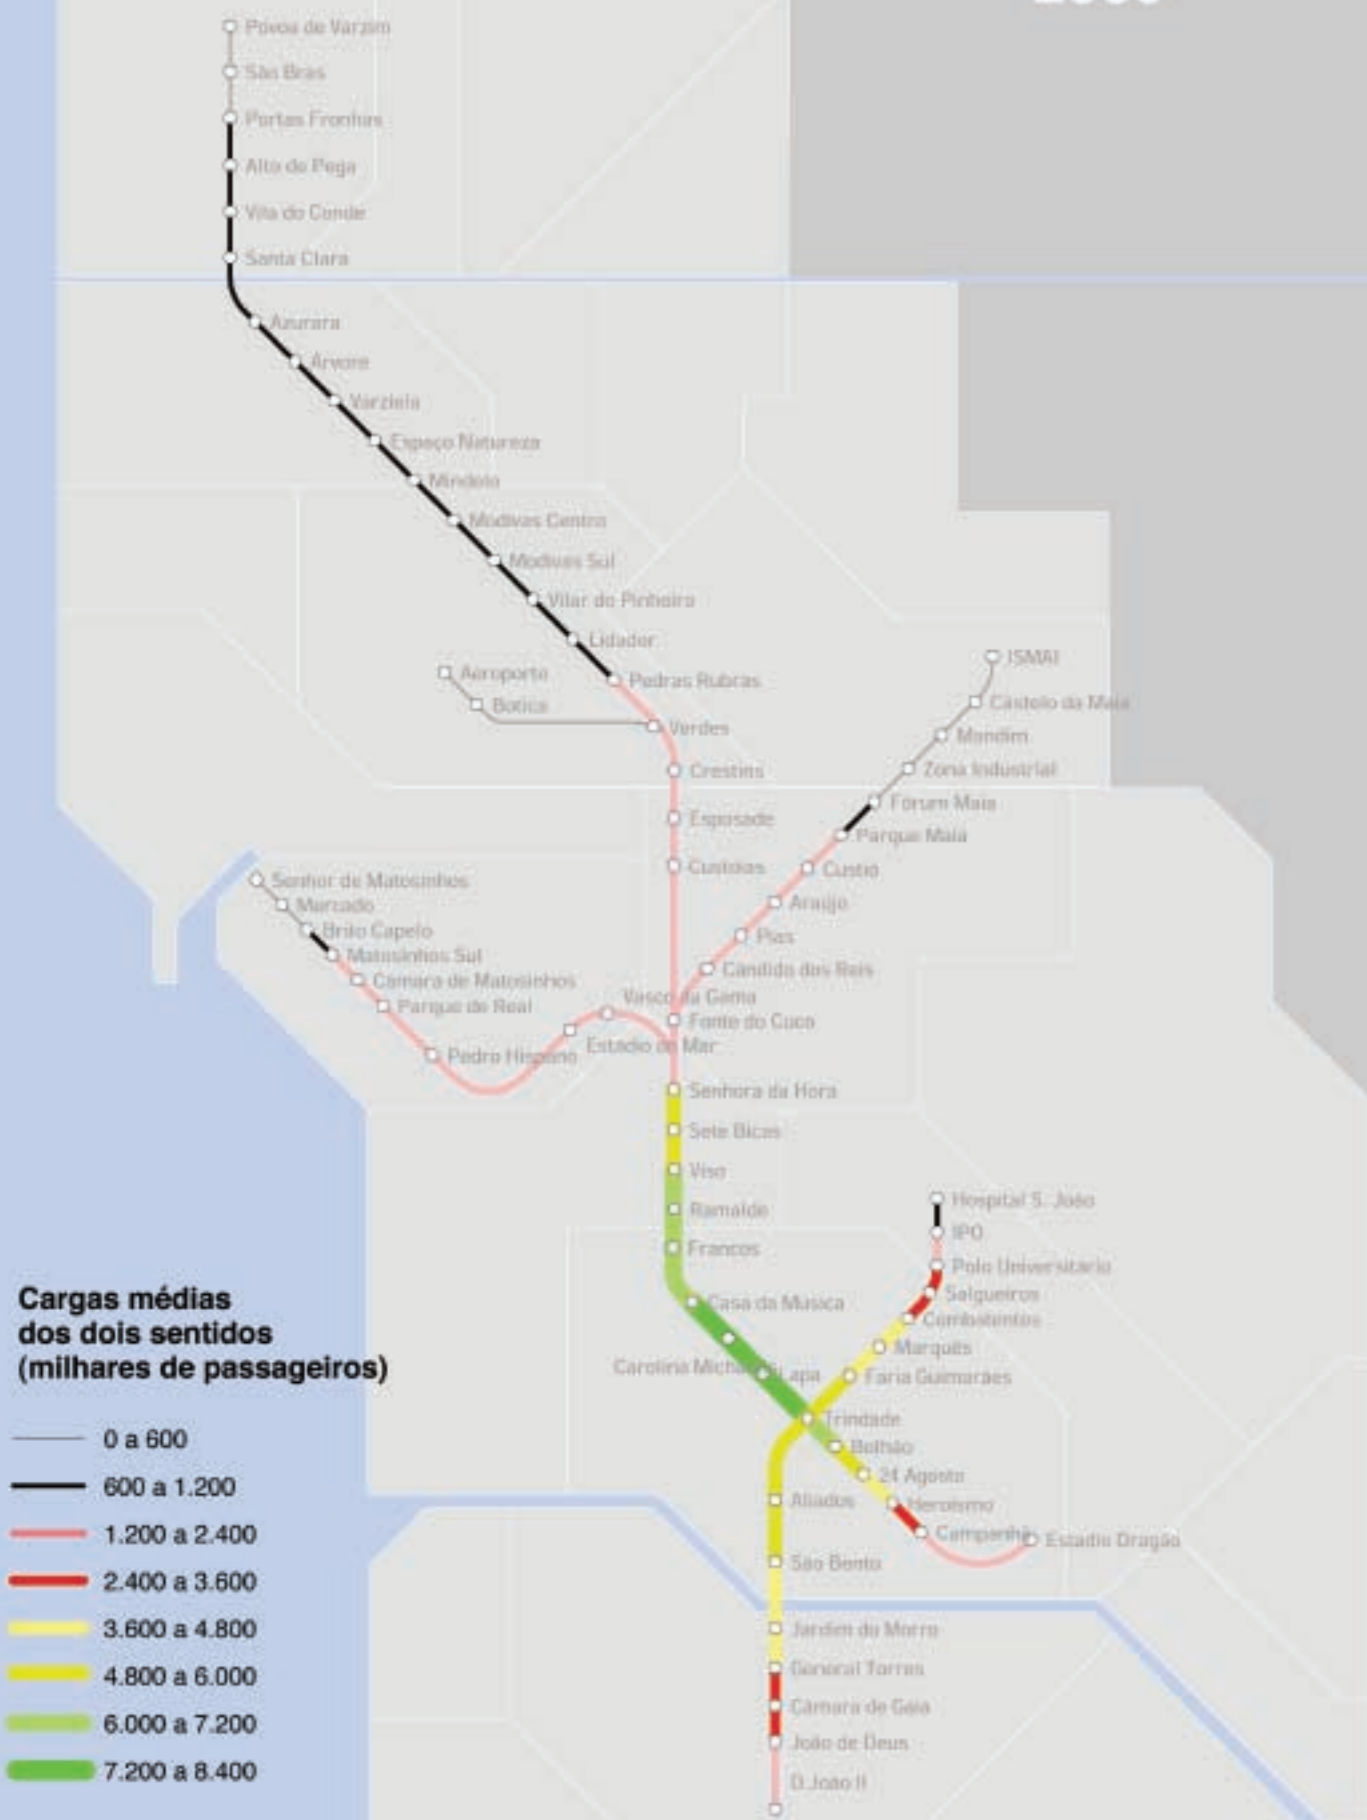 Póvoa de Varzim
São Bras
Portas Fronhas
Alto de Pega
Vila do Conde
Santa Clara
Azurara
Árvore
Varziela
Espaço Natureza
Mindelo
Modivas Centro
Modivas Sul
Vilar do Pinheiro
Lidador
Pedras Rubras
Verdes
Aeroporto
Botica
Crestins
Esposade
Custóias
ISMAI
Castelo da Maia
Mandim
Zona Industrial
Fórum Maia
Parque Maia
Custió
Araújo
Pias
Cândido dos Reis
Senhor de Matosinhos
Mercado
Brito Capelo
Matosinhos Sul
Câmara de Matosinhos
Parque de Real
Pedro Hispano
Vasco da Gama
Estádio do Mar
Fonte do Cuco
Senhora da Hora
Sete Bicas
Viso
Ramalde
Francos
Casa da Música
Carolina Michaelis
Lapa
Hospital S. João
IPO
Polo Universitário
Salgueiros
Combatentes
Marquês
Faria Guimarães
Trindade
Bolhão
24 Agosto
Heroísmo
Campanhã
Estadio Dragão
Aliados
São Bento
Jardim do Morro
General Torres
Câmara de Gaia
João de Deus
D.João II
Cargas médias
dos dois sentidos
(milhares de passageiros)
0 a 600
600 a 1.200
1.200 a 2.400
2.400 a 3.600
3.600 a 4.800
4.800 a 6.000
6.000 a 7.200
7.200 a 8.400